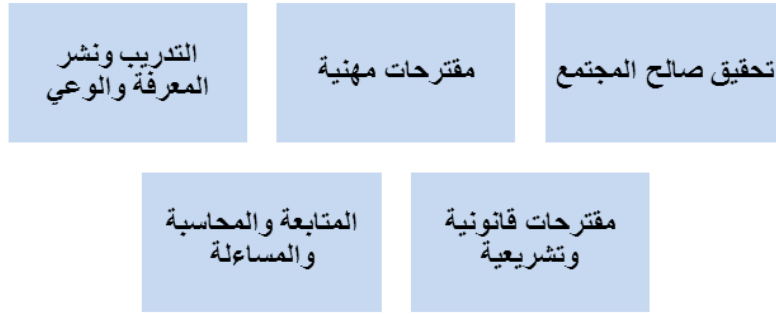 تحقيق صالح المجتمع
مقترحات مهنية
التدريب ونشر
المعرفة والوعي
مقترحات قانونية
وتشريعية
المتابعة والمحاسبة
والمساءلة